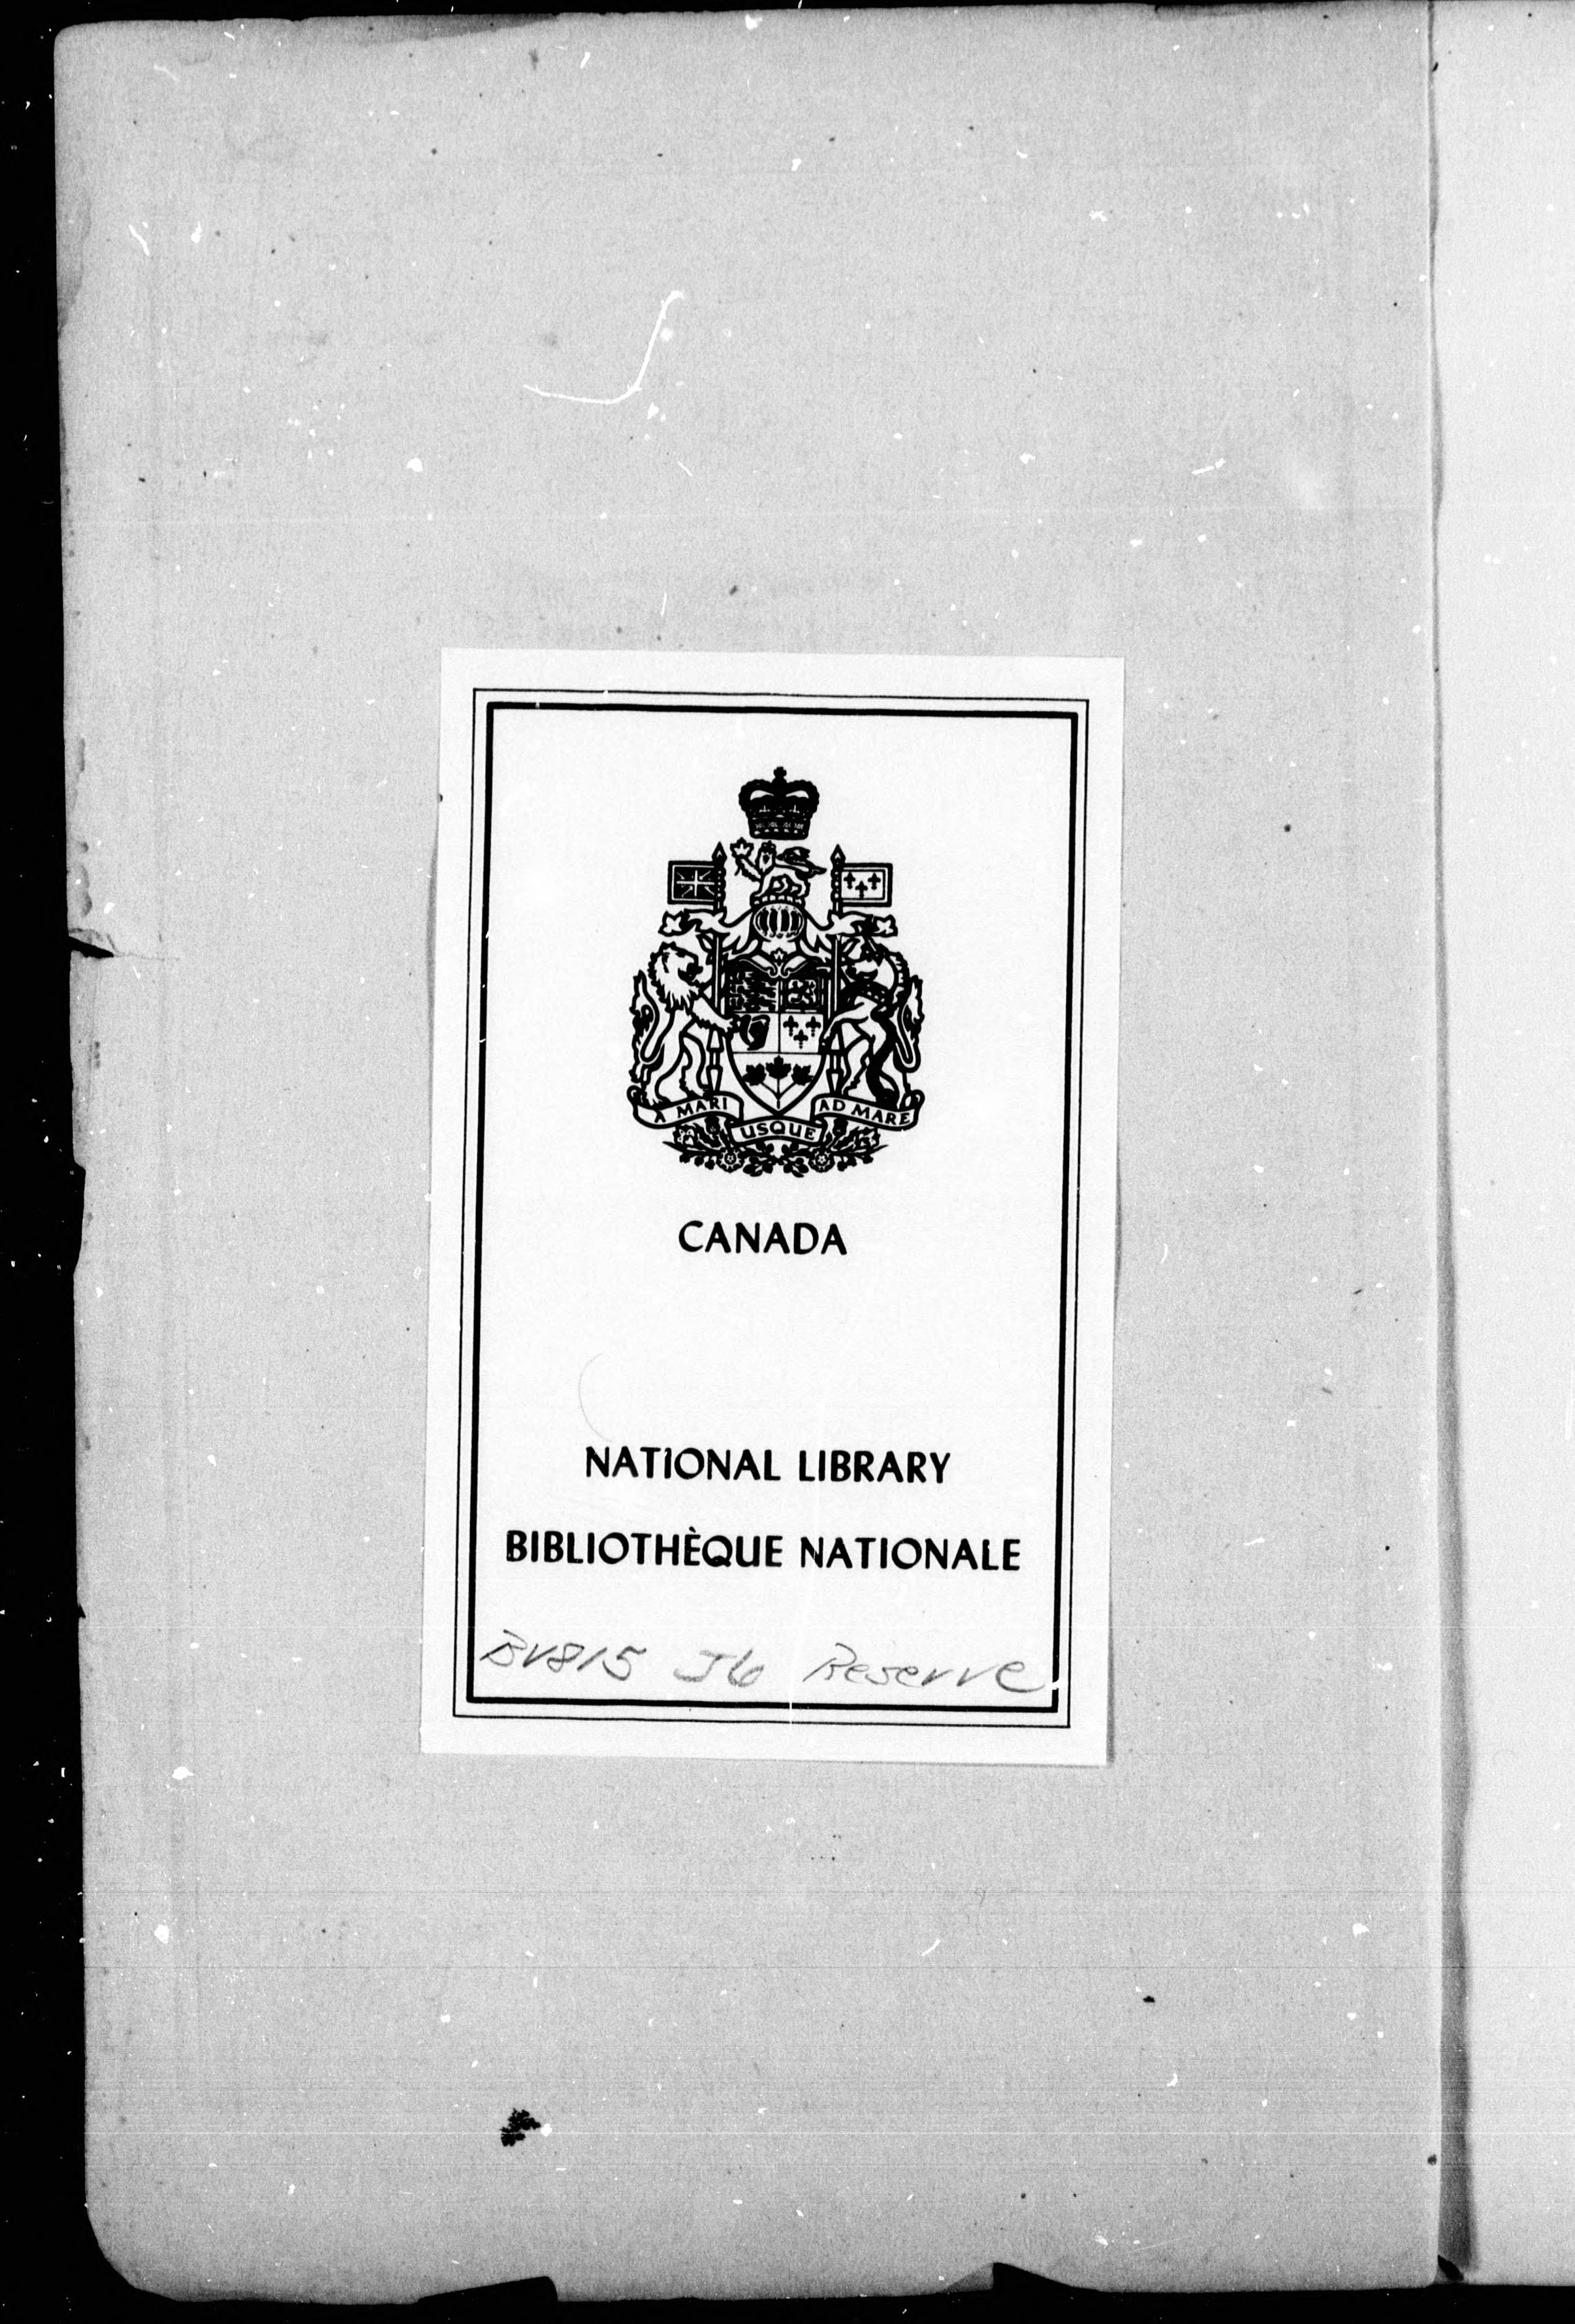 A MARI USQUE AD MARE
CANADA
NATIONAL LIBRARY
BIBLIOTHÈQUE NATIONALE
BV815 J6 Reserve